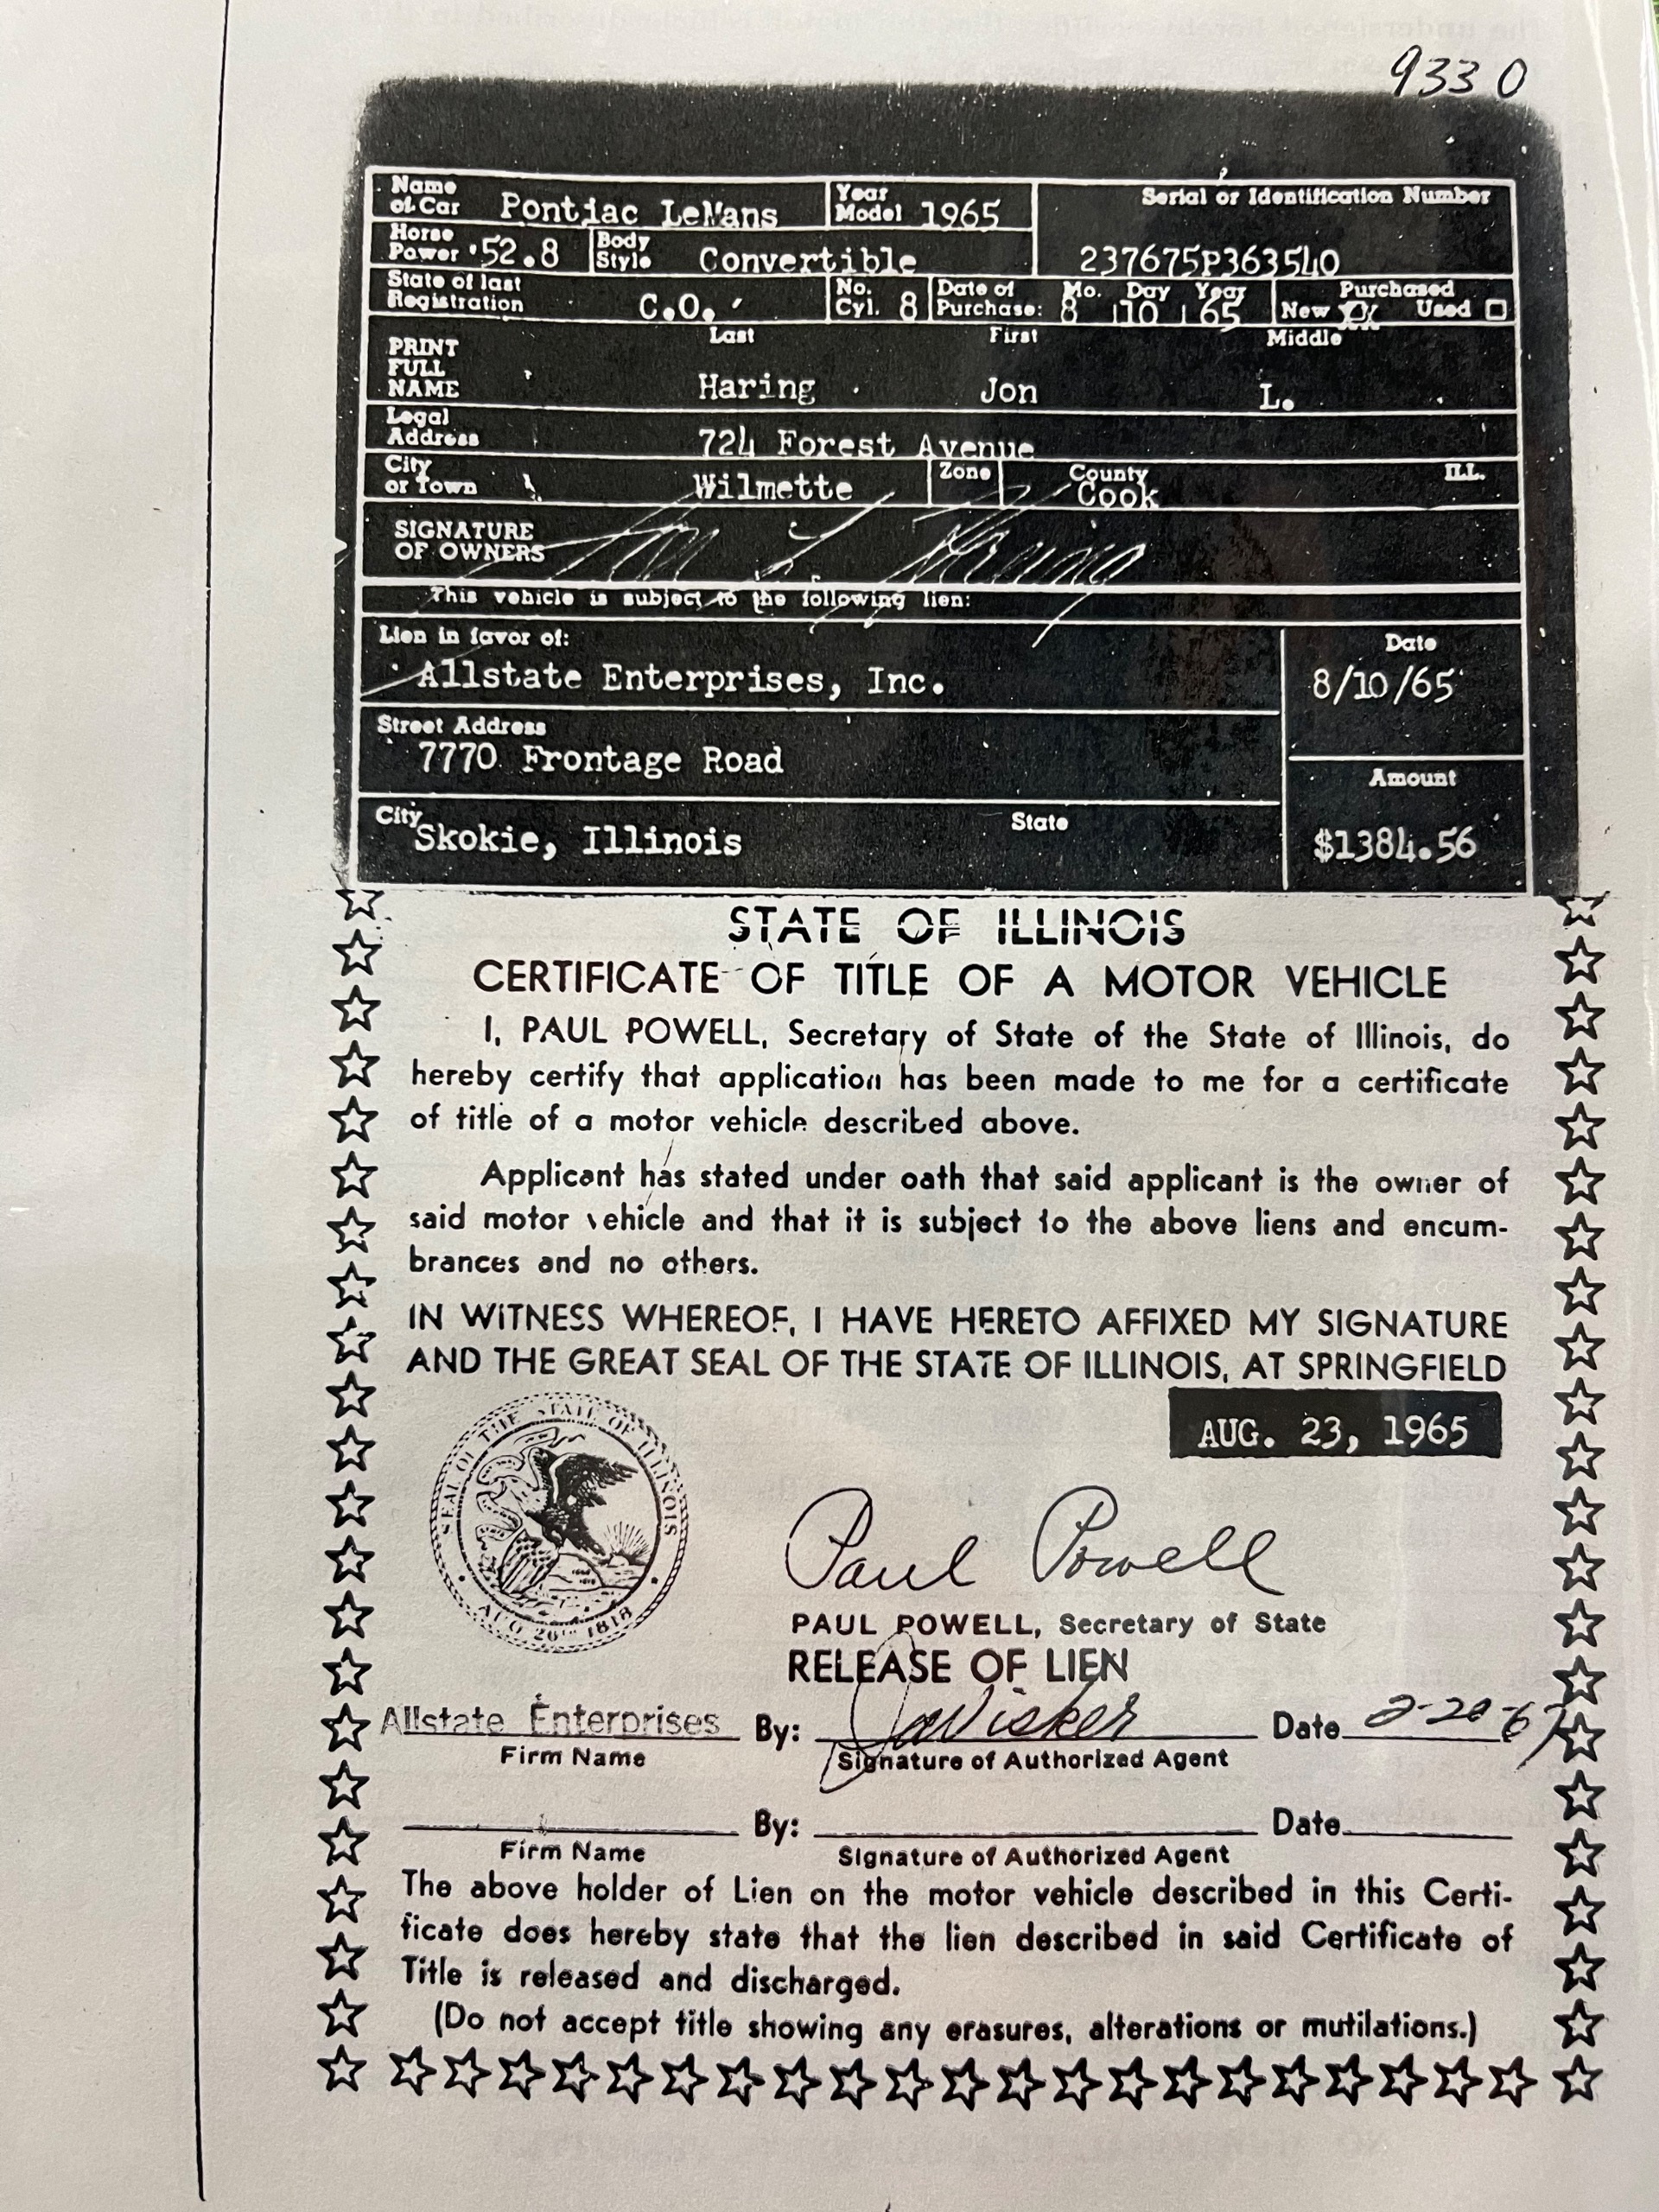 9330
Name of Car Pontiac LeMans Year Model 1965 Serial or Identification Number
Horse Power 52.8 Body Style Convertible 237675P363540
State of last Registration C.O. No. Cyl. 8 Date of Purchase: Mo. 8 Day 10 Year 65 Purchased New Used
Last First Middle
PRINT FULL NAME Haring Jon L.
Legal Address 724 Forest Avenue
City or Town Wilmette Zone County Cook ILL.
SIGNATURE OF OWNERS Jon L Haring
This vehicle is subject to the following lien:
Lien in favor of: Date
Allstate Enterprises, Inc. 8/10/65
Street Address
7770 Frontage Road
Amount
City Skokie, Illinois State $1384.56
STATE OF ILLINOIS
CERTIFICATE OF TITLE OF A MOTOR VEHICLE
I, PAUL POWELL, Secretary of State of the State of Illinois, do
hereby certify that application has been made to me for a certificate
of title of a motor vehicle described above.
Applicant has stated under oath that said applicant is the owner of
said motor vehicle and that it is subject to the above liens and encum-
brances and no others.
IN WITNESS WHEREOF, I HAVE HERETO AFFIXED MY SIGNATURE
AND THE GREAT SEAL OF THE STATE OF ILLINOIS, AT SPRINGFIELD
AUG. 23, 1965
SEAL OF THE STATE OF ILLINOIS
AUG 26TH 1818
Paul Powell
PAUL POWELL, Secretary of State
RELEASE OF LIEN
Allstate Enterprises By: Date 2-20-67
Firm Name Signature of Authorized Agent
By: Date
Firm Name Signature of Authorized Agent
The above holder of Lien on the motor vehicle described in this Certi-
ficate does hereby state that the lien described in said Certificate of
Title is released and discharged.
(Do not accept title showing any erasures, alterations or mutilations.)